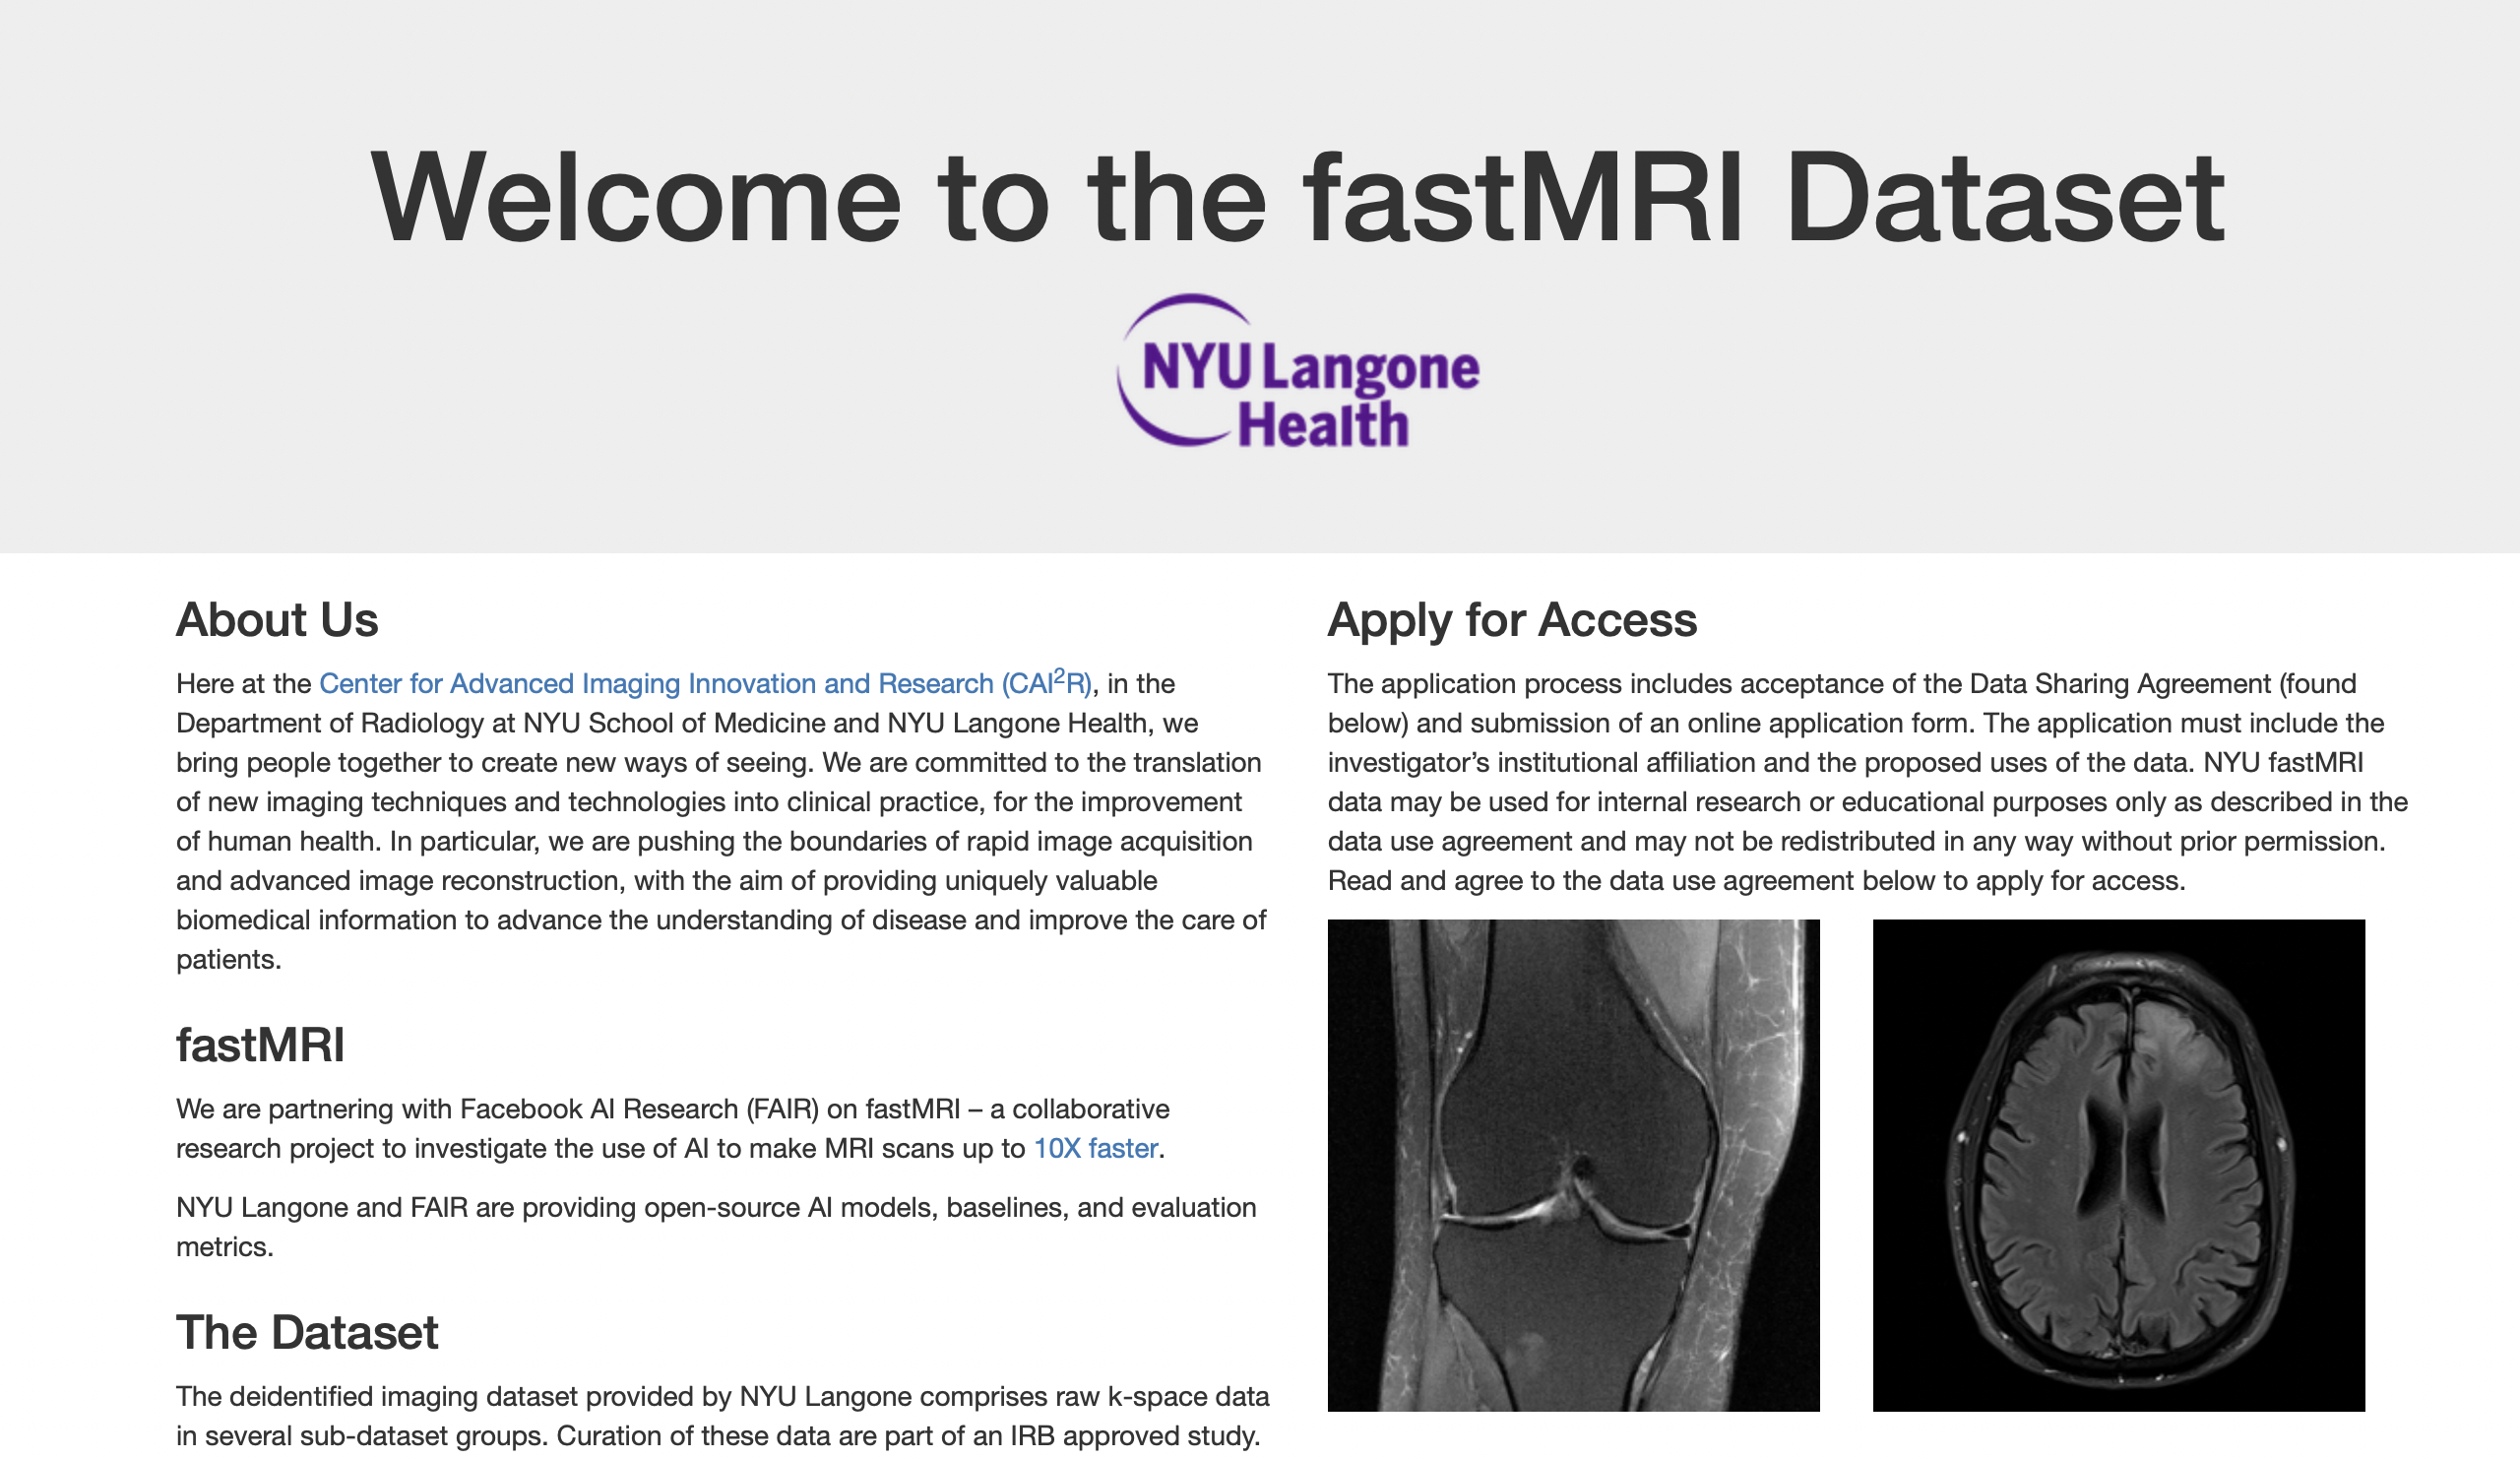 Welcome to the fastMRI Dataset
NYU Langone
Health
About Us
Here at the Center for Advanced Imaging Innovation and Research (CAI²R), in the
Department of Radiology at NYU School of Medicine and NYU Langone Health, we
bring people together to create new ways of seeing. We are committed to the translation
of new imaging techniques and technologies into clinical practice, for the improvement
of human health. In particular, we are pushing the boundaries of rapid image acquisition
and advanced image reconstruction, with the aim of providing uniquely valuable
biomedical information to advance the understanding of disease and improve the care of
patients.
fastMRI
We are partnering with Facebook AI Research (FAIR) on fastMRI – a collaborative
research project to investigate the use of AI to make MRI scans up to 10X faster.
NYU Langone and FAIR are providing open-source AI models, baselines, and evaluation
metrics.
The Dataset
The deidentified imaging dataset provided by NYU Langone comprises raw k-space data
in several sub-dataset groups. Curation of these data are part of an IRB approved study.
Apply for Access
The application process includes acceptance of the Data Sharing Agreement (found
below) and submission of an online application form. The application must include the
investigator’s institutional affiliation and the proposed uses of the data. NYU fastMRI
data may be used for internal research or educational purposes only as described in the
data use agreement and may not be redistributed in any way without prior permission.
Read and agree to the data use agreement below to apply for access.